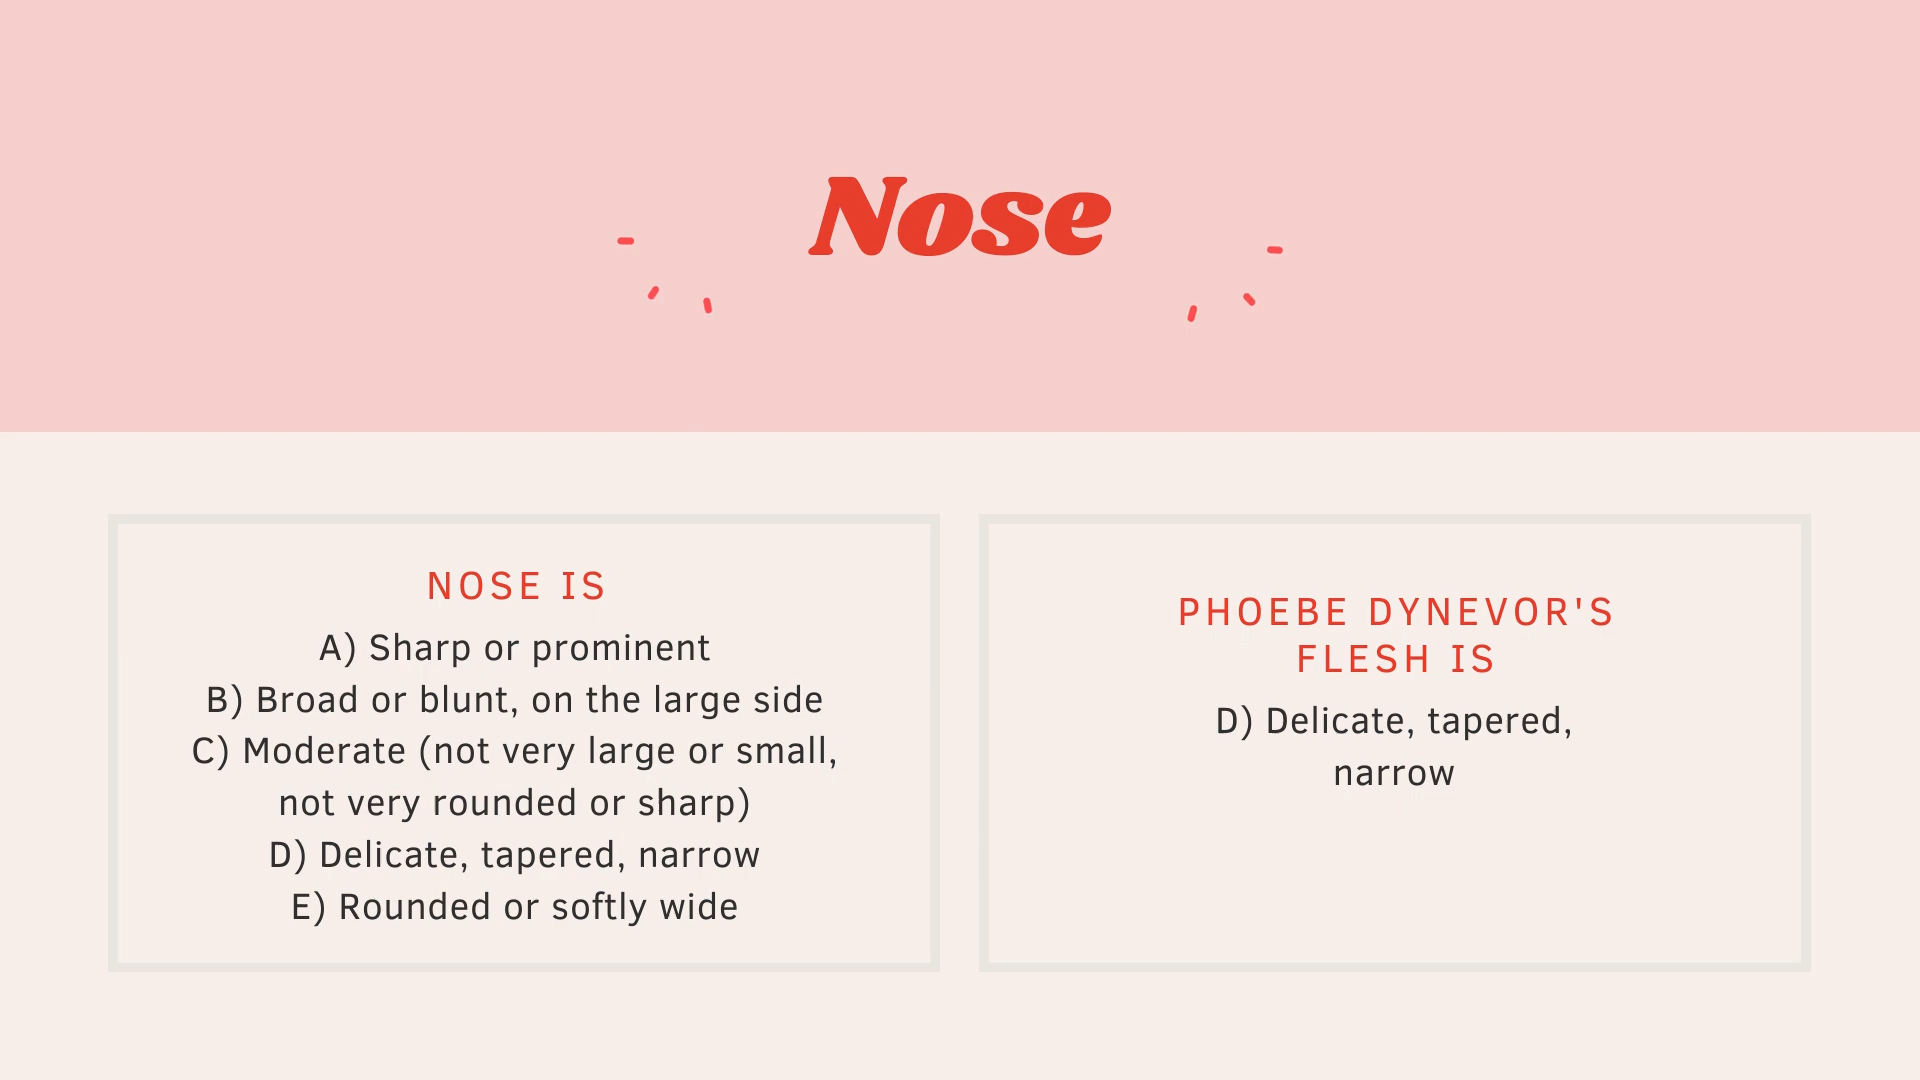 Nose
NOSE IS
A) Sharp or prominent
B) Broad or blunt, on the large side
C) Moderate (not very large or small,
not very rounded or sharp)
D) Delicate, tapered, narrow
E) Rounded or softly wide
PHOEBE DYNEVOR'S
FLESH IS
D) Delicate, tapered,
narrow